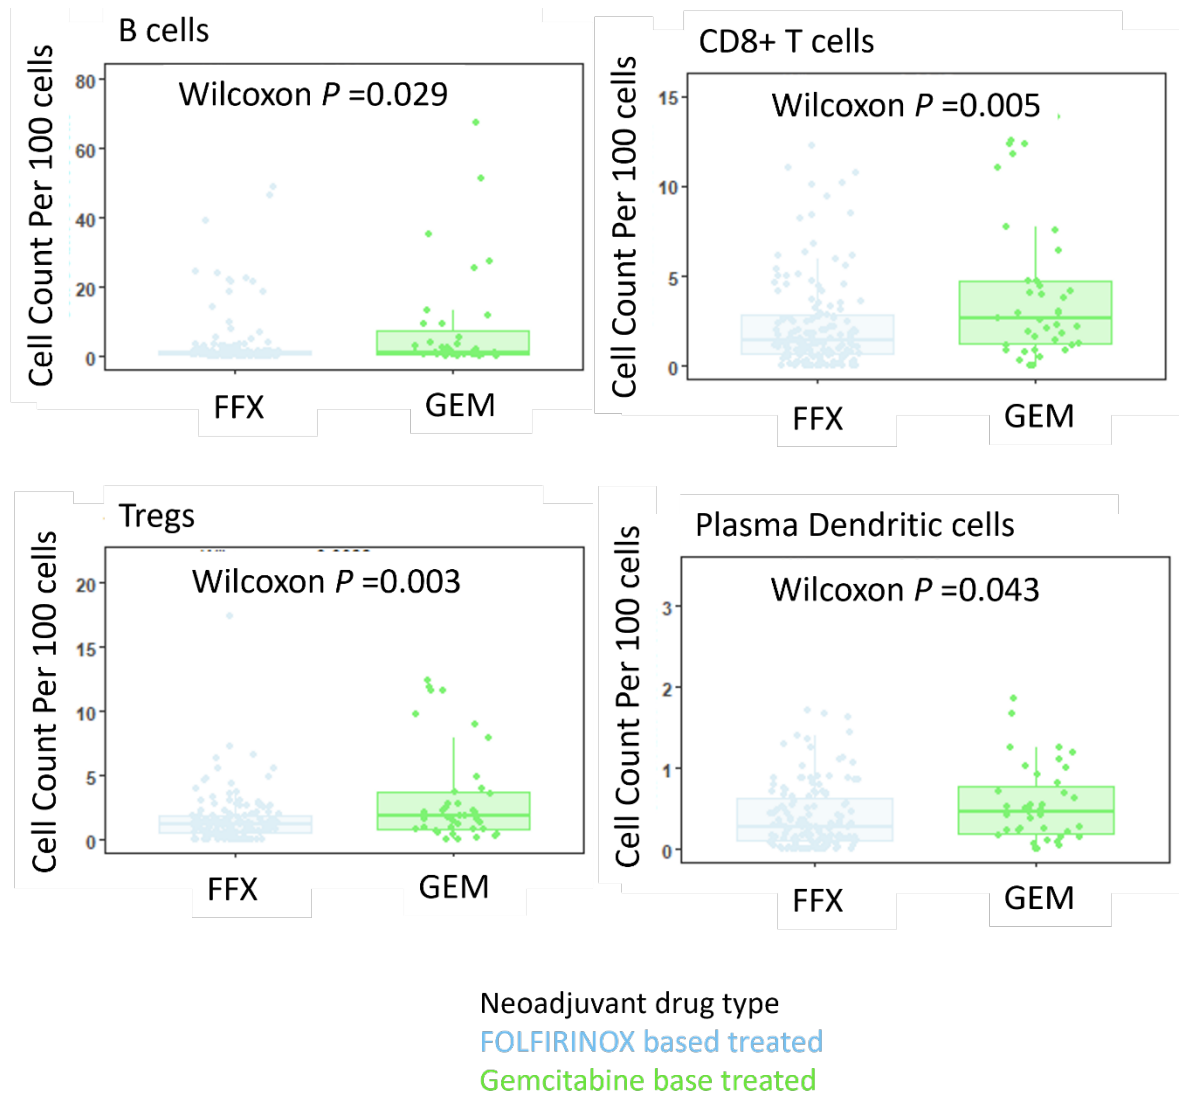 B cells
Cell Count Per 100 cells
80
60
40
20
0
Wilcoxon P =0.029
FFX
GEM
CD8+ T cells
Cell Count Per 100 cells
15
10
5
0
Wilcoxon P =0.005
FFX
GEM
Tregs
Cell Count Per 100 cells
20
15
10
5
0
Wilcoxon P =0.003
FFX
GEM
Plasma Dendritic cells
Cell Count Per 100 cells
3
2
1
0
Wilcoxon P =0.043
FFX
GEM
Neoadjuvant drug type
FOLFIRINOX based treated
Gemcitabine base treated